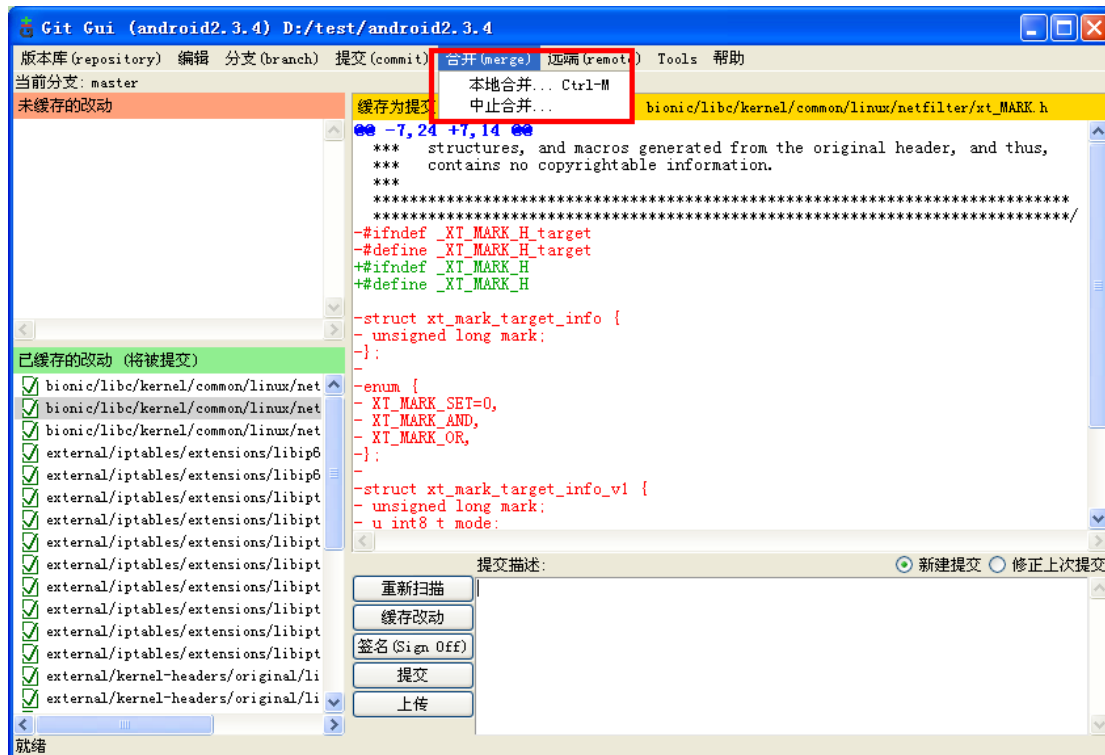 Git Gui (android2.3.4) D:/test/android2.3.4
版本库(repository) 编辑 分支(branch) 提交(commit) 合并(merge) 远端(remote) Tools 帮助
本地合并... Ctrl-M
中止合并...
当前分支: master
未缓存的改动
缓存为提交 bionic/libc/kernel/common/linux/netfilter/xt_MARK.h
@@ -7,24 +7,14 @@
*** structures, and macros generated from the original header, and thus,
*** contains no copyrightable information.
***
****************************************************************************
****************************************************************************/
-#ifndef _XT_MARK_H_target
-#define _XT_MARK_H_target
+#ifndef _XT_MARK_H
+#define _XT_MARK_H
-struct xt_mark_target_info {
- unsigned long mark;
-};
-
-enum {
- XT_MARK_SET=0,
- XT_MARK_AND,
- XT_MARK_OR,
-};
-
-struct xt_mark_target_info_v1 {
- unsigned long mark;
- u_int8_t mode;
已缓存的改动 (将被提交)
bionic/libc/kernel/common/linux/net
bionic/libc/kernel/common/linux/net
bionic/libc/kernel/common/linux/net
external/iptables/extensions/libip6
external/iptables/extensions/libip6
external/iptables/extensions/libipt
external/iptables/extensions/libipt
external/iptables/extensions/libipt
external/iptables/extensions/libipt
external/iptables/extensions/libipt
external/iptables/extensions/libipt
external/iptables/extensions/libipt
external/iptables/extensions/libipt
external/kernel-headers/original/li
external/kernel-headers/original/li
提交描述:
新建提交 修正上次提交
重新扫描
缓存改动
签名(Sign Off)
提交
上传
就绪